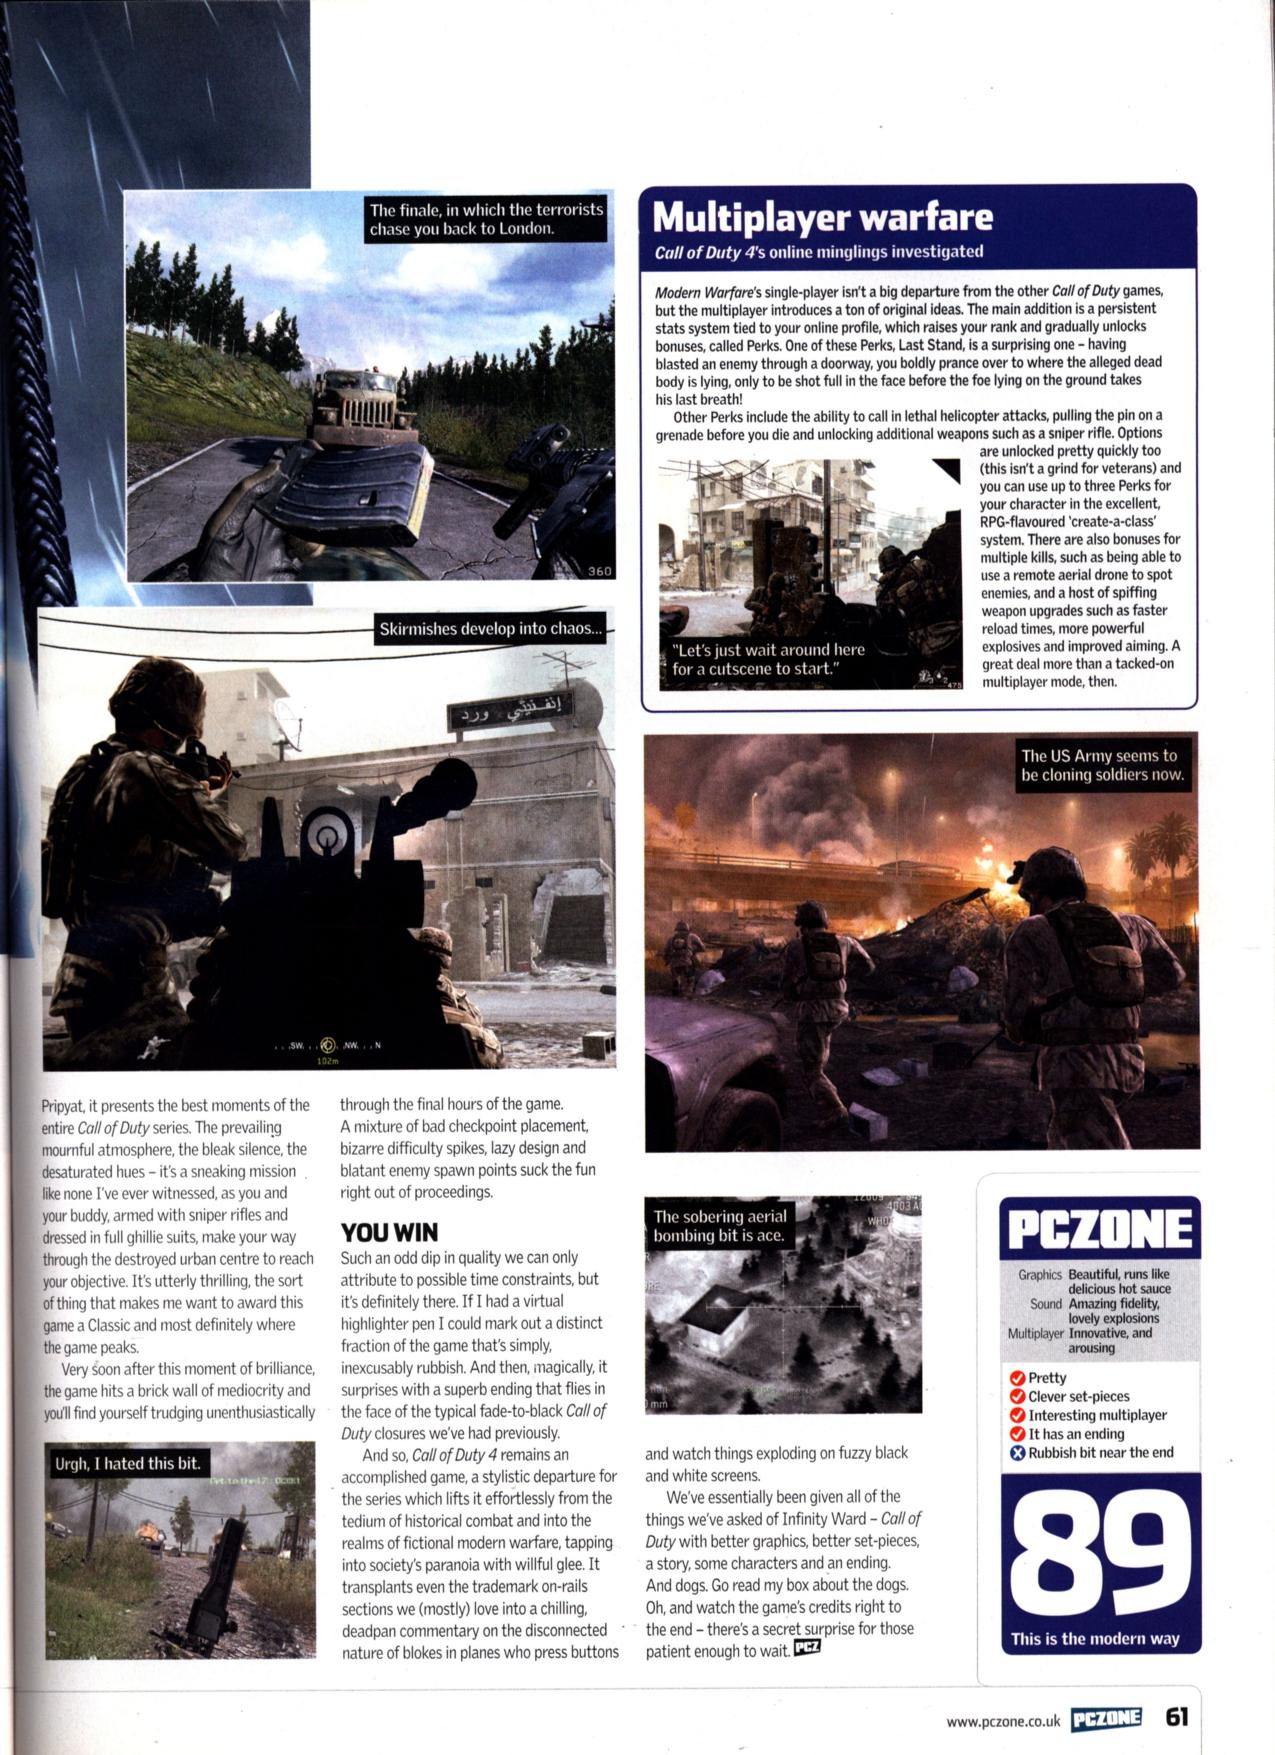 The finale, in which the terrorists
chase you back to London.
360
Skirmishes develop into chaos...
إنفنيتي ورد
...SW. . . .NW. . . N
102m
Pripyat, it presents the best moments of the
entire Call of Duty series. The prevailing
mournful atmosphere, the bleak silence, the
desaturated hues – it's a sneaking mission
like none I've ever witnessed, as you and
your buddy, armed with sniper rifles and
dressed in full ghillie suits, make your way
through the destroyed urban centre to reach
your objective. It's utterly thrilling, the sort
of thing that makes me want to award this
game a Classic and most definitely where
the game peaks.
Very soon after this moment of brilliance,
the game hits a brick wall of mediocrity and
you'll find yourself trudging unenthusiastically
Urgh, I hated this bit.
through the final hours of the game.
A mixture of bad checkpoint placement,
bizarre difficulty spikes, lazy design and
blatant enemy spawn points suck the fun
right out of proceedings.
YOU WIN
Such an odd dip in quality we can only
attribute to possible time constraints, but
it's definitely there. If I had a virtual
highlighter pen I could mark out a distinct
fraction of the game that's simply,
inexcusably rubbish. And then, magically, it
surprises with a superb ending that flies in
the face of the typical fade-to-black Call of
Duty closures we've had previously.
And so, Call of Duty 4 remains an
accomplished game, a stylistic departure for
the series which lifts it effortlessly from the
tedium of historical combat and into the
realms of fictional modern warfare, tapping
into society's paranoia with willful glee. It
transplants even the trademark on-rails
sections we (mostly) love into a chilling,
deadpan commentary on the disconnected
nature of blokes in planes who press buttons
Multiplayer warfare
Call of Duty 4's online minglings investigated
Modern Warfare's single-player isn't a big departure from the other Call of Duty games,
but the multiplayer introduces a ton of original ideas. The main addition is a persistent
stats system tied to your online profile, which raises your rank and gradually unlocks
bonuses, called Perks. One of these Perks, Last Stand, is a surprising one – having
blasted an enemy through a doorway, you boldly prance over to where the alleged dead
body is lying, only to be shot full in the face before the foe lying on the ground takes
his last breath!
Other Perks include the ability to call in lethal helicopter attacks, pulling the pin on a
grenade before you die and unlocking additional weapons such as a sniper rifle. Options
are unlocked pretty quickly too
(this isn't a grind for veterans) and
you can use up to three Perks for
your character in the excellent,
RPG-flavoured 'create-a-class'
system. There are also bonuses for
multiple kills, such as being able to
use a remote aerial drone to spot
enemies, and a host of spiffing
weapon upgrades such as faster
reload times, more powerful
explosives and improved aiming. A
great deal more than a tacked-on
multiplayer mode, then.
"Let's just wait around here
for a cutscene to start."
475
The US Army seems to
be cloning soldiers now.
The sobering aerial
bombing bit is ace.
WHO
mm
and watch things exploding on fuzzy black
and white screens.
We've essentially been given all of the
things we've asked of Infinity Ward – Call of
Duty with better graphics, better set-pieces,
a story, some characters and an ending.
And dogs. Go read my box about the dogs.
Oh, and watch the game's credits right to
the end – there's a secret surprise for those
patient enough to wait. PCZ
PCZONE
Graphics Beautiful, runs like
delicious hot sauce
Sound Amazing fidelity,
lovely explosions
Multiplayer Innovative, and
arousing
Pretty
Clever set-pieces
Interesting multiplayer
It has an ending
Rubbish bit near the end
89
This is the modern way
www.pczone.co.uk PCZONE 61